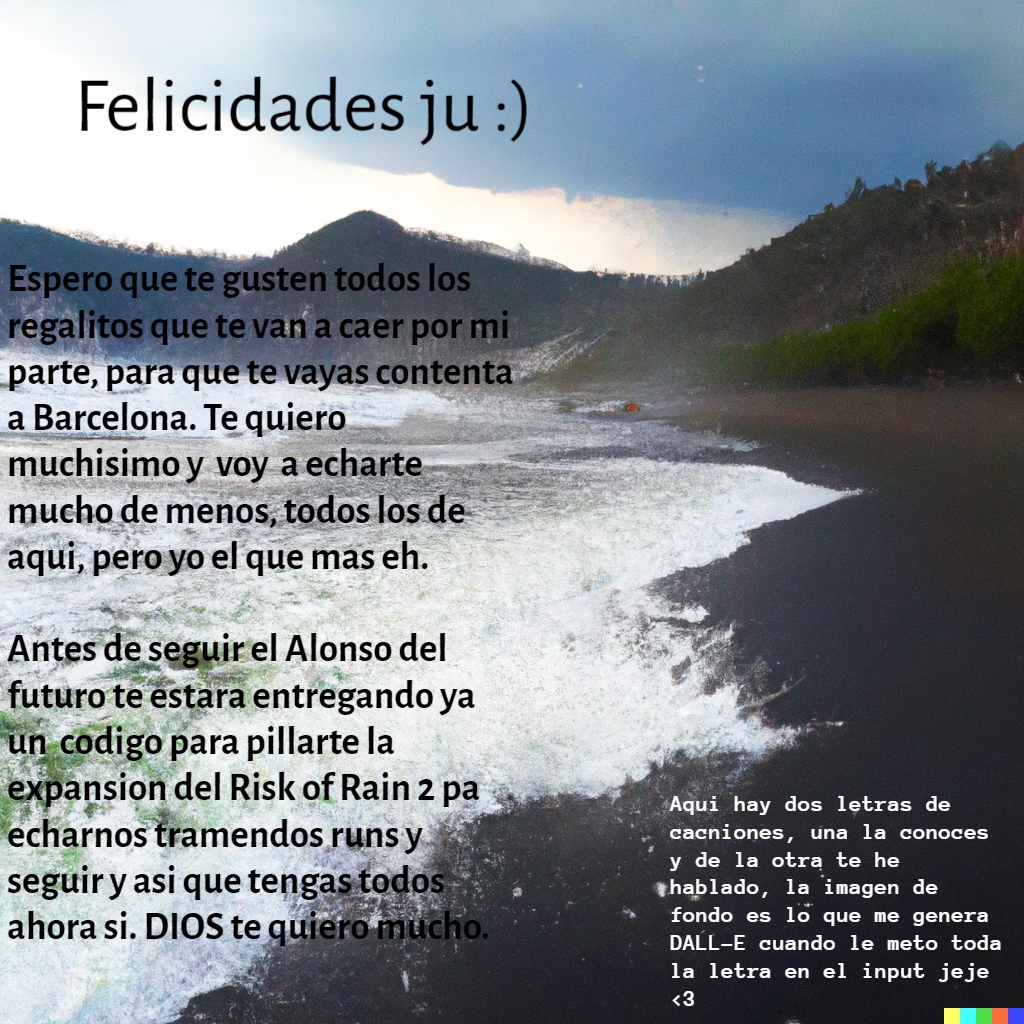 Felicidades ju :)
Espero que te gusten todos los
regalitos que te van a caer por mi
parte, para que te vayas contenta
a Barcelona. Te quiero
muchisimo y voy a echarte
mucho de menos, todos los de
aqui, pero yo el que mas eh.
Antes de seguir el Alonso del
futuro te estara entregando ya
un codigo para pillarte la
expansion del Risk of Rain 2 pa
echarnos tramendos runs y
seguir y asi que tengas todos
ahora si. DIOS te quiero mucho.
Aqui hay dos letras de
cacniones, una la conoces
y de la otra te he
hablado, la imagen de
fondo es lo que me genera
DALL-E cuando le meto toda
la letra en el input jeje
<3